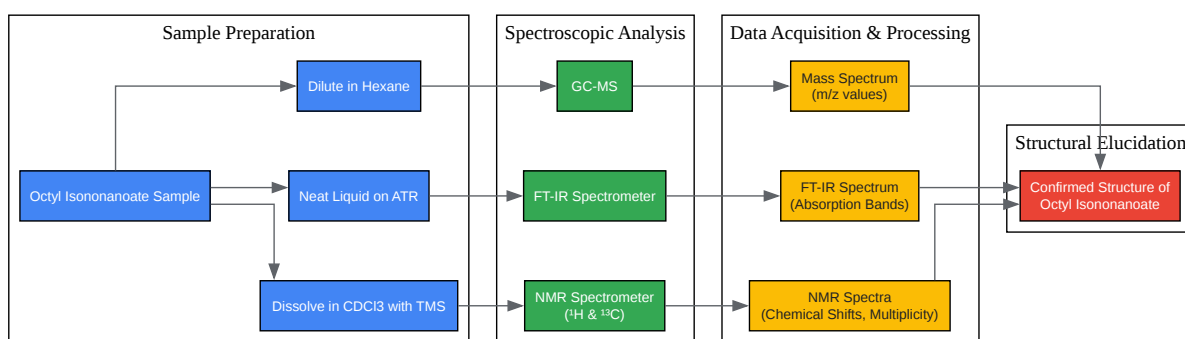 Sample Preparation
Spectroscopic Analysis
Data Acquisition & Processing
Dilute in Hexane
GC-MS
Mass Spectrum
(m/z values)
Structural Elucidation
Octyl Isononanoate Sample
Neat Liquid on ATR
FT-IR Spectrometer
FT-IR Spectrum
(Absorption Bands)
Confirmed Structure of
Octyl Isononanoate
Dissolve in CDCl3 with TMS
NMR Spectrometer
(¹H & ¹³C)
NMR Spectra
(Chemical Shifts, Multiplicity)